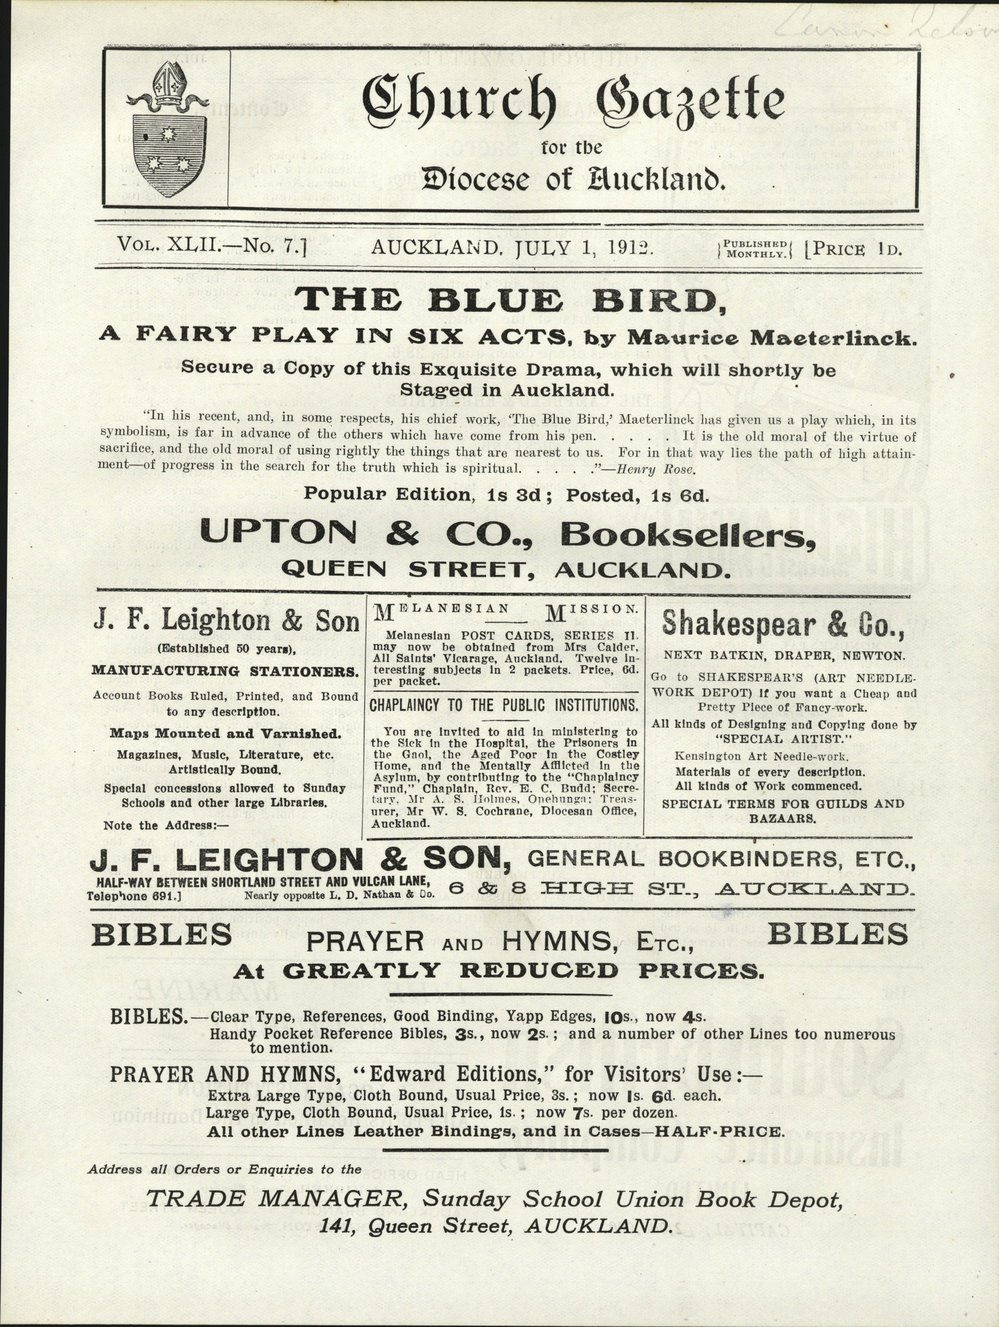 Church Gazette
for the
Diocese of Auckland.
VOL. XLII.—No. 7.]
AUCKLAND, JULY 1, 1912.
}PUBLISHED MONTHLY.{
[PRICE 1D.
THE BLUE BIRD,
A FAIRY PLAY IN SIX ACTS, by Maurice Maeterlinck.
Secure a Copy of this Exquisite Drama, which will shortly be
Staged in Auckland.
"In his recent, and, in some respects, his chief work, 'The Blue Bird,' Maeterlinck has given us a play which, in its
symbolism, is far in advance of the others which have come from his pen. . . . . It is the old moral of the virtue of
sacrifice, and the old moral of using rightly the things that are nearest to us. For in that way lies the path of high attain-
ment—of progress in the search for the truth which is spiritual. . . . ."—Henry Rose.
Popular Edition, 1s 3d; Posted, 1s 6d.
UPTON & CO., Booksellers,
QUEEN STREET, AUCKLAND.
J. F. Leighton & Son
(Established 50 years),
MANUFACTURING STATIONERS.
Account Books Ruled, Printed, and Bound
to any description.
Maps Mounted and Varnished.
Magazines, Music, Literature, etc.
Artistically Bound.
Special concessions allowed to Sunday
Schools and other large Libraries.
Note the Address:—
MELANESIAN MISSION.
Melanesian POST CARDS, SERIES II.
may now be obtained from Mrs Calder,
All Saints' Vicarage, Auckland. Twelve in-
teresting subjects in 2 packets. Price, 6d.
per packet.
CHAPLAINCY TO THE PUBLIC INSTITUTIONS.
You are invited to aid in ministering to
the Sick in the Hospital, the Prisoners in
the Gaol, the Aged Poor in the Costley
Home, and the Mentally Afflicted in the
Asylum, by contributing to the "Chaplaincy
Fund," Chaplain, Rev. E. C. Budd; Secre-
tary, Mr A. S. Holmes, Onehunga; Treas-
urer, Mr W. S. Cochrane, Diocesan Office,
Auckland.
Shakespear & Co.,
NEXT BATKIN, DRAPER, NEWTON.
Go to SHAKESPEAR'S (ART NEEDLE-
WORK DEPOT) if you want a Cheap and
Pretty Piece of Fancy-work.
All kinds of Designing and Copying done by
"SPECIAL ARTIST."
Kensington Art Needle-work.
Materials of every description.
All kinds of Work commenced.
SPECIAL TERMS FOR GUILDS AND
BAZAARS.
J. F. LEIGHTON & SON, GENERAL BOOKBINDERS, ETC.,
HALF-WAY BETWEEN SHORTLAND STREET AND VULCAN LANE,
Telephone 691.] Nearly opposite L. D. Nathan & Co.
6 & 8 HIGH ST., AUCKLAND.
BIBLES PRAYER AND HYMNS, ETC., BIBLES
At GREATLY REDUCED PRICES.
BIBLES.—Clear Type, References, Good Binding, Yapp Edges, 10s., now 4s.
Handy Pocket Reference Bibles, 3s., now 2s.; and a number of other Lines too numerous
to mention.
PRAYER AND HYMNS, "Edward Editions," for Visitors' Use:—
Extra Large Type, Cloth Bound, Usual Price, 3s.; now 1s. 6d. each.
Large Type, Cloth Bound, Usual Price, 1s.; now 7s. per dozen.
All other Lines Leather Bindings, and in Cases—HALF-PRICE.
Address all Orders or Enquiries to the
TRADE MANAGER, Sunday School Union Book Depot,
141, Queen Street, AUCKLAND.